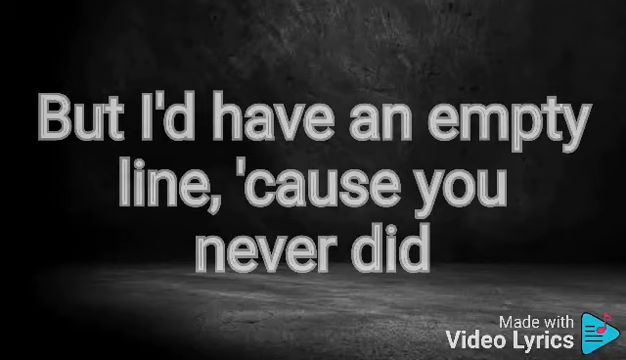 But I'd have an empty
line, 'cause you
never did
Made with
Video Lyrics